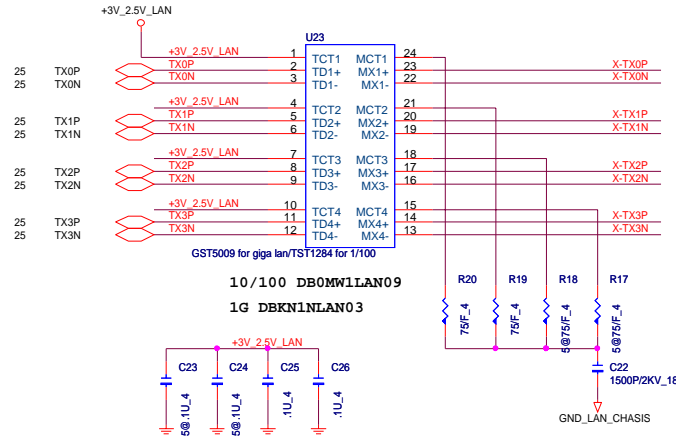 +3V_2.5V_LAN
U23
+3V_2.5V_LAN 1 TCT1 MCT1 24
25 TX0P TX0P 2 TD1+ MX1+ 23 X-TX0P
25 TX0N TX0N 3 TD1- MX1- 22 X-TX0N
+3V_2.5V_LAN 4 TCT2 MCT2 21
25 TX1P TX1P 5 TD2+ MX2+ 20 X-TX1P
25 TX1N TX1N 6 TD2- MX2- 19 X-TX1N
+3V_2.5V_LAN 7 TCT3 MCT3 18
25 TX2P TX2P 8 TD3+ MX3+ 17 X-TX2P
25 TX2N TX2N 9 TD3- MX3- 16 X-TX2N
+3V_2.5V_LAN 10 TCT4 MCT4 15
25 TX3P TX3P 11 TD4+ MX4+ 14 X-TX3P
25 TX3N TX3N 12 TD4- MX4- 13 X-TX3N
GST5009 for giga lan/TST1284 for 1/100
10/100 DB0MW1LAN09
1G DBKN1NLAN03
R20 R19 R18 R17
75/F_4 75/F_4 5@75/F_4 5@75/F_4
+3V_2.5V_LAN
C23 C24 C25 C26
5@.1U_4 5@.1U_4 .1U_4 .1U_4
C22
1500P/2KV_18
GND_LAN_CHASIS